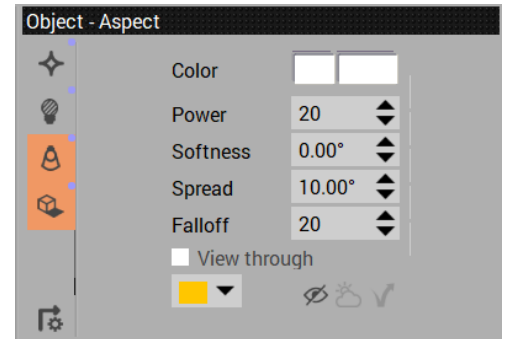 Object - Aspect
Color
Power 20
Softness 0.00°
Spread 10.00°
Falloff 20
View through